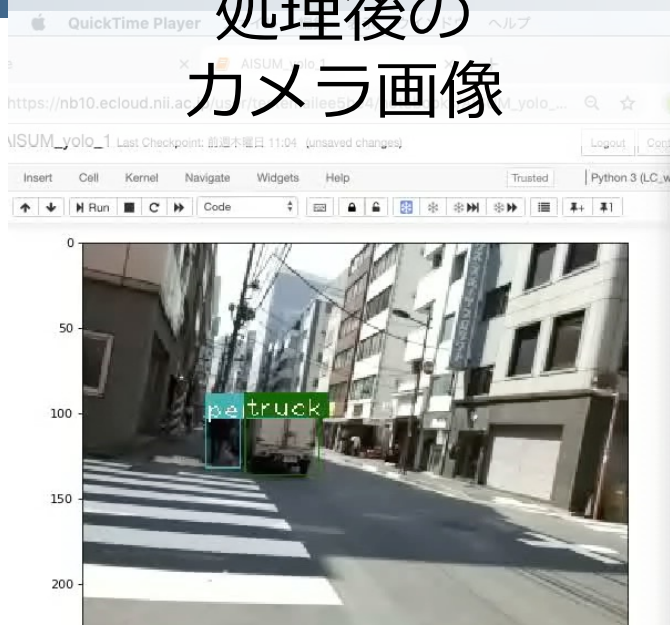 処理後の
カメラ画像
QuickTime Player
ヘルプ
AISUM_yolo_1
https://nb10.ecloud.nii.ac
AISUM_yolo_1 Last Checkpoint: 前週木曜日 11:04 (unsaved changes)
Logout
Insert Cell Kernel Navigate Widgets Help
Trusted
Python 3 (LC_w
Run
Code
0
50
100
150
200
pe
truck